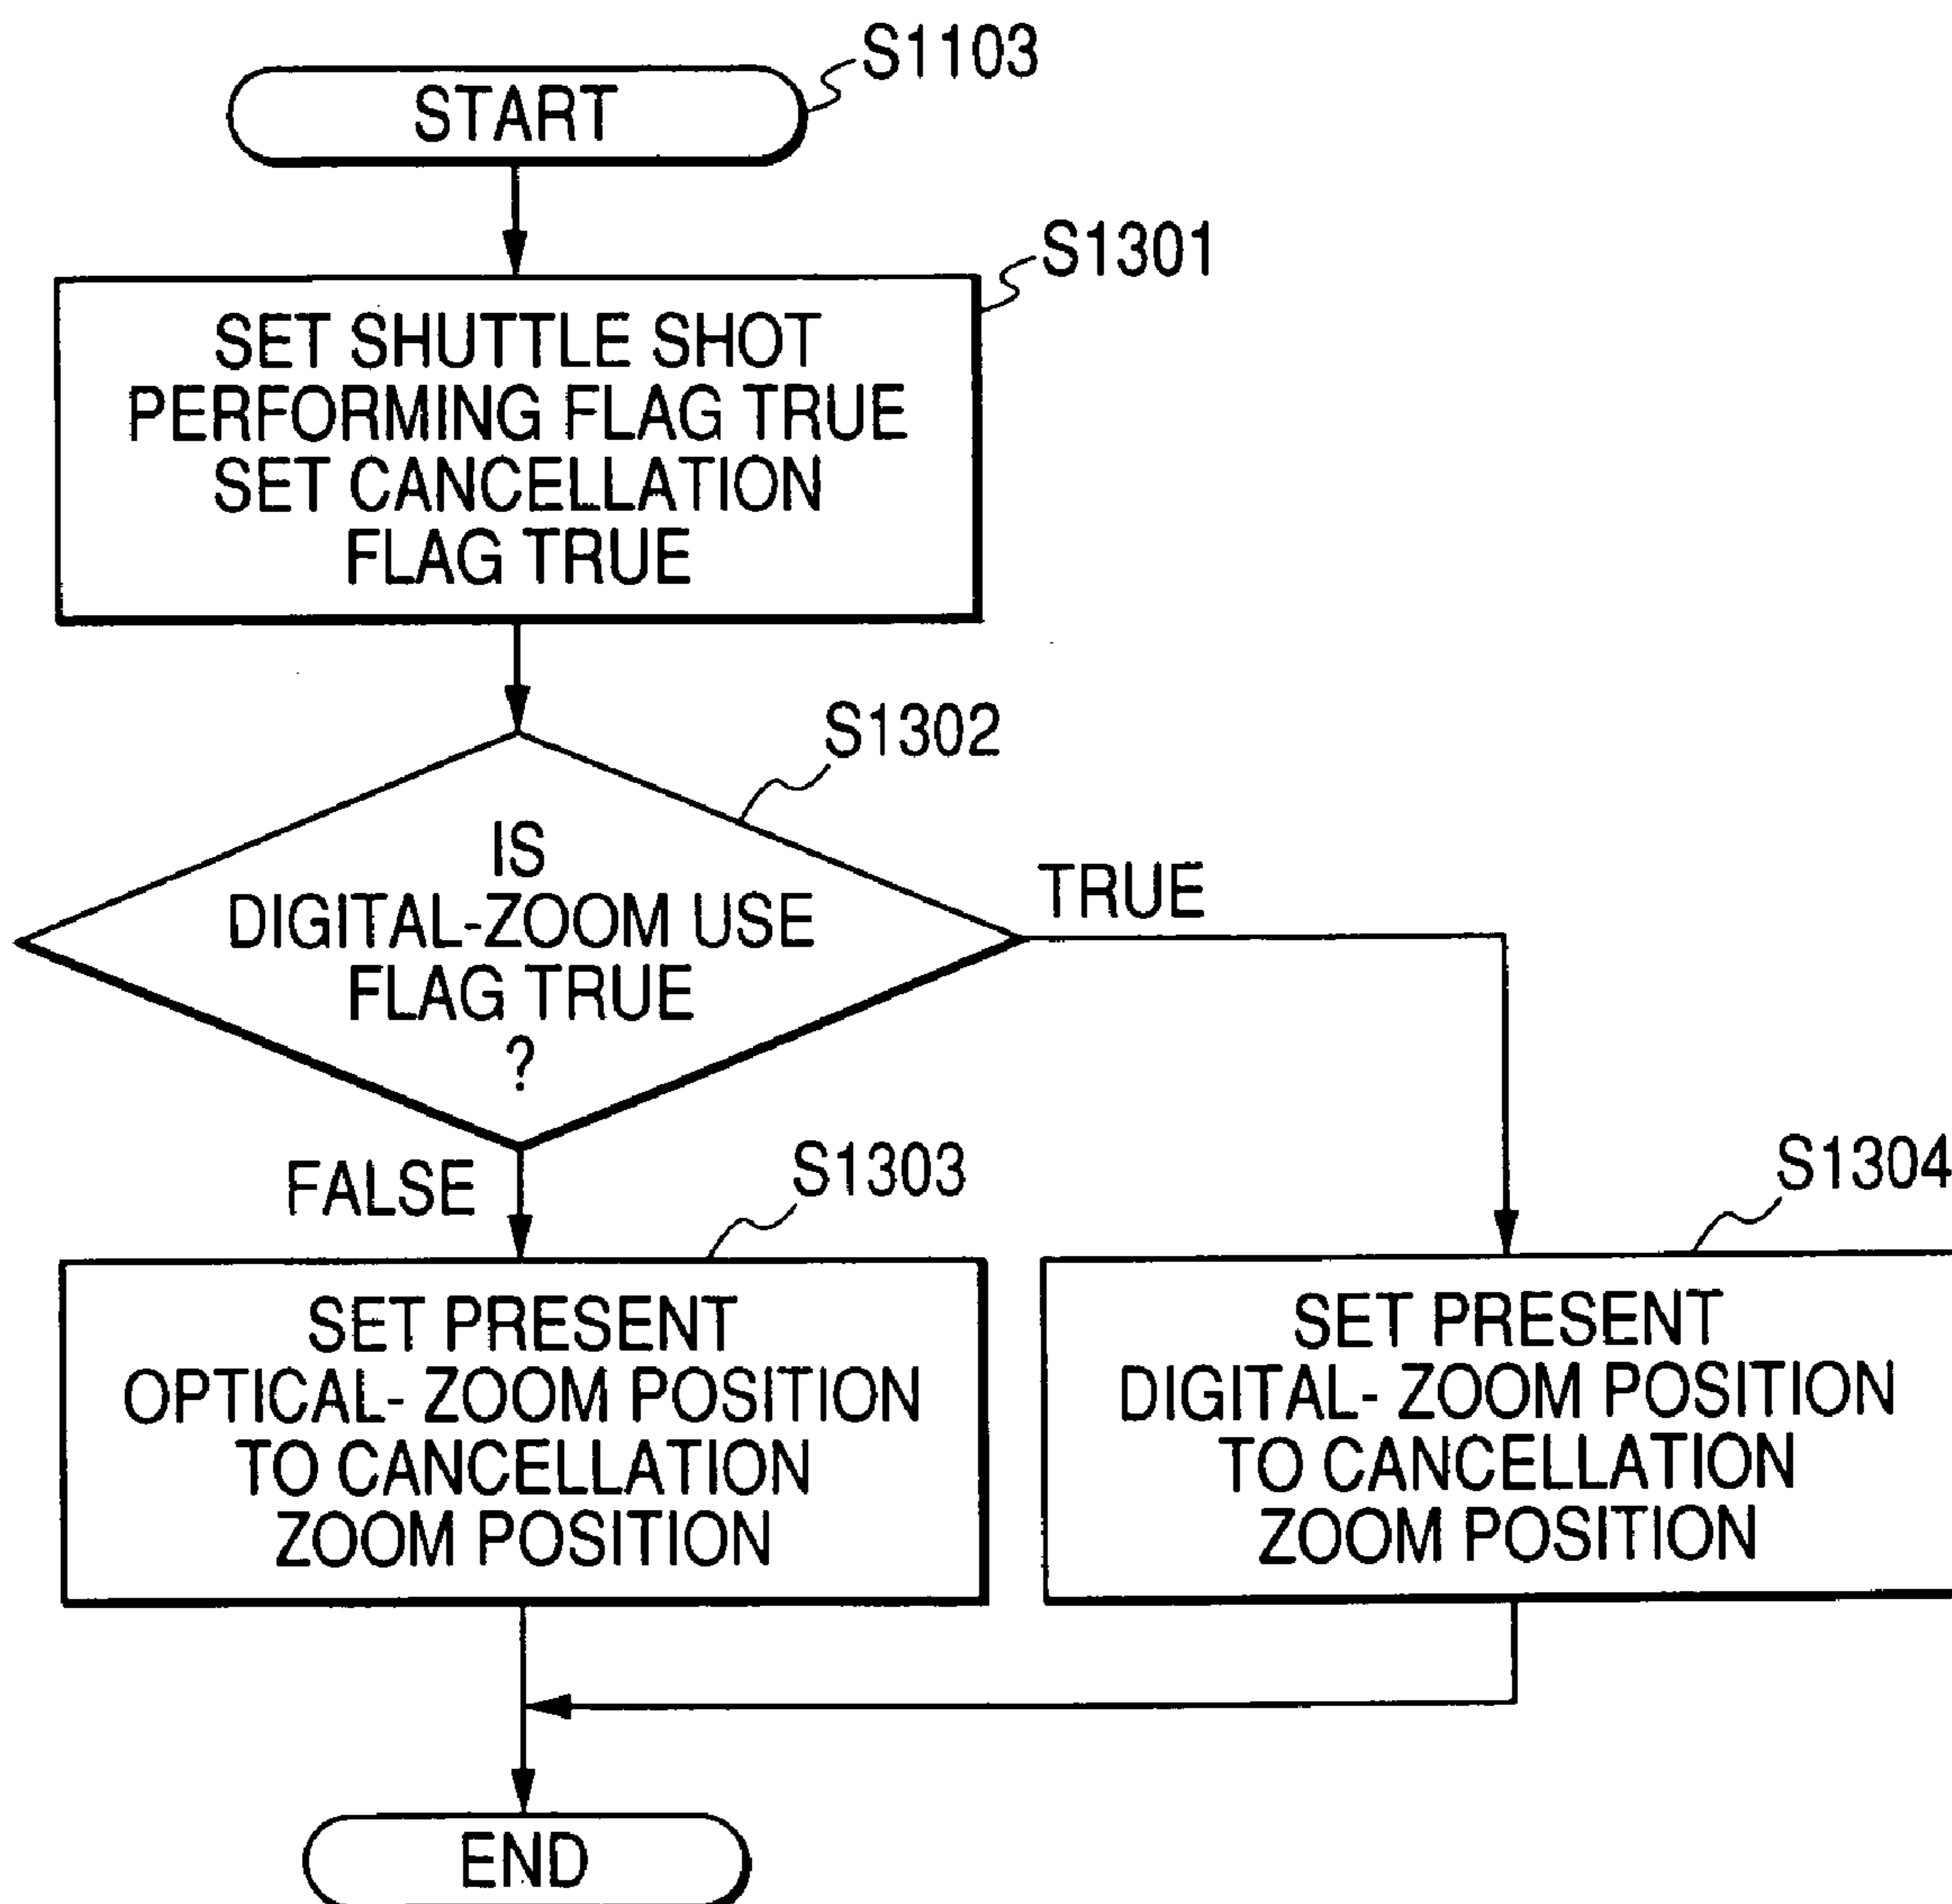 S1103
START
S1301
SET SHUTTLE SHOT
PERFORMING FLAG TRUE
SET CANCELLATION
FLAG TRUE
S1302
IS
DIGITAL-ZOOM USE
FLAG TRUE
?
TRUE
FALSE
S1303
SET PRESENT
OPTICAL- ZOOM POSITION
TO CANCELLATION
ZOOM POSITION
S1304
SET PRESENT
DIGITAL- ZOOM POSITION
TO CANCELLATION
ZOOM POSITION
END